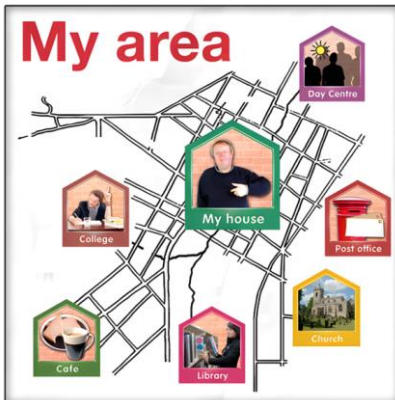 My area
Day Centre
My house
College
Post office
Church
Cafe
Library